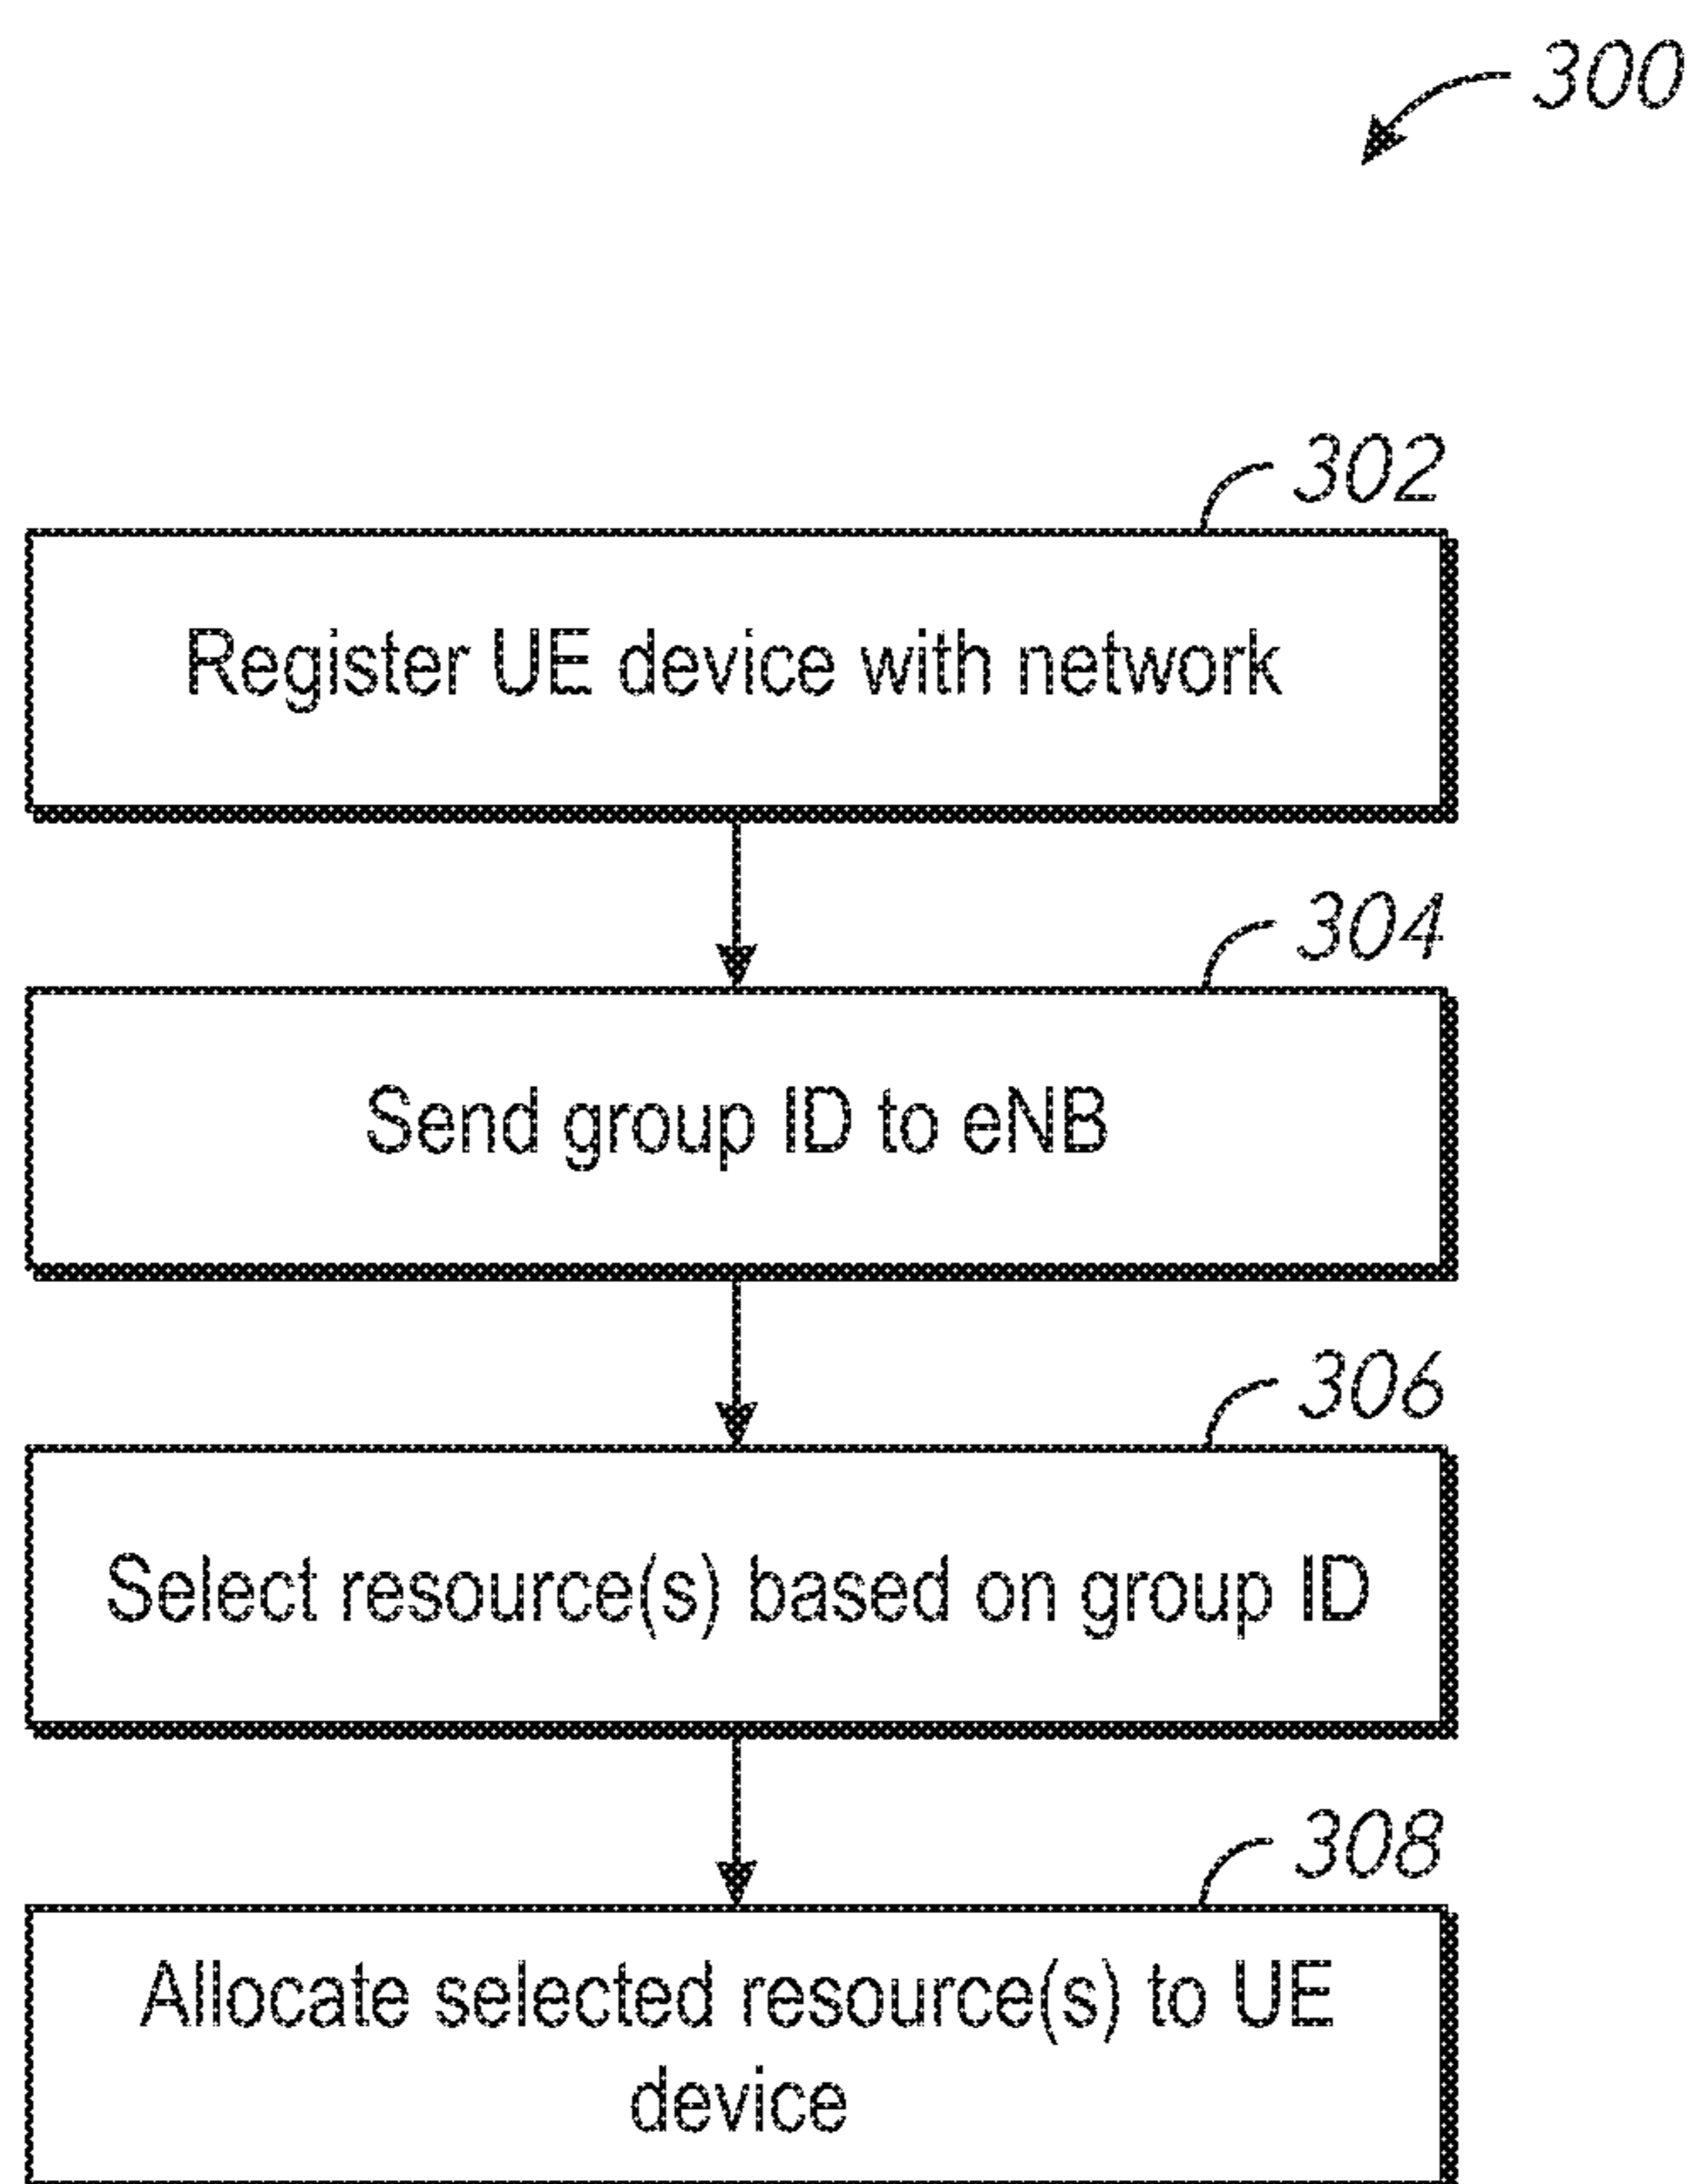 300
302
Register UE device with network
304
Send group ID to eNB
306
Select resource(s) based on group ID
308
Allocate selected resource(s) to UE
device